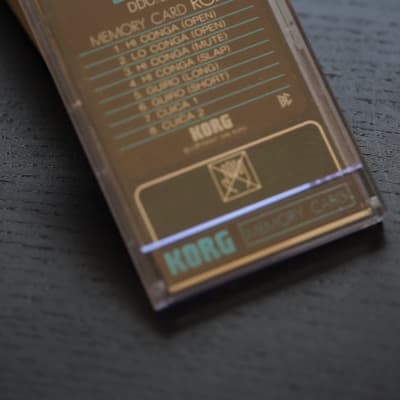 MEMORY CARD RO
1. HI CONGA (OPEN)
2. LO CONGA (OPEN)
3. HI CONGA (MUTE)
4. HI CONGA (SLAP)
5. GUIRO (LONG)
6. GUIRO (SHORT)
7. CUICA 1
8. CUICA 2
KORG
KORG MEMORY CARD